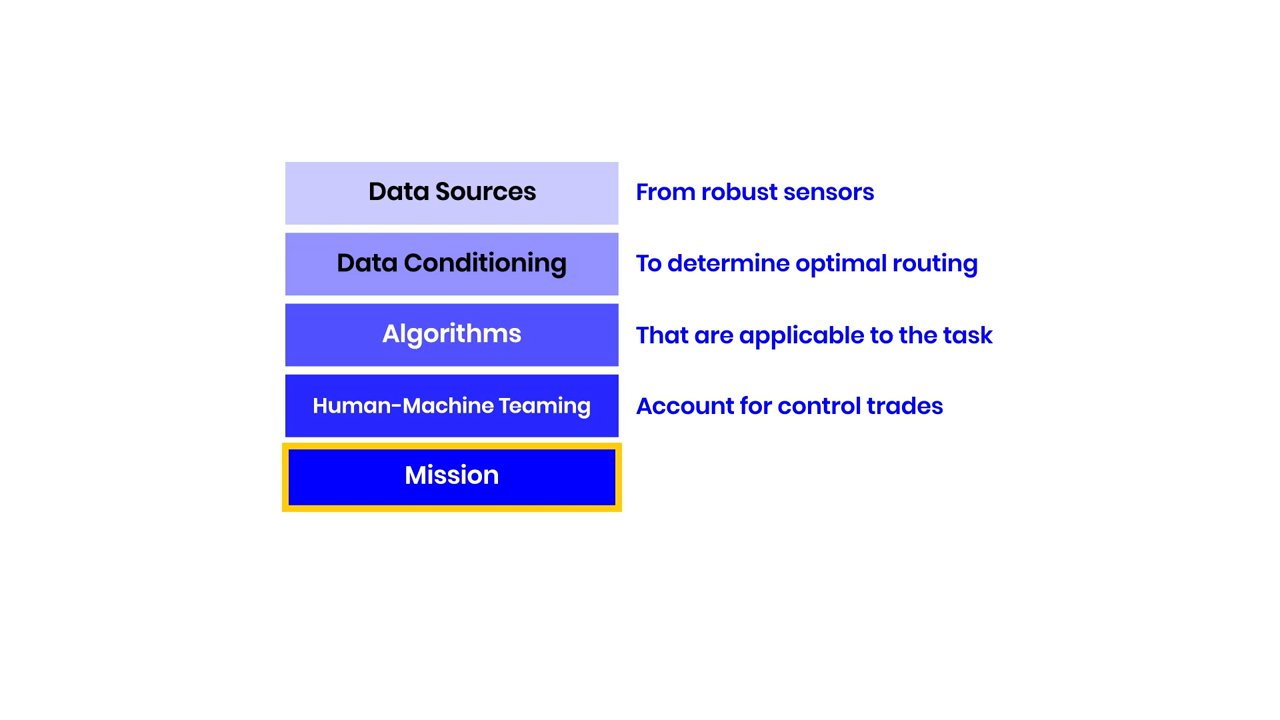 Data Sources From robust sensors
Data Conditioning To determine optimal routing
Algorithms That are applicable to the task
Human-Machine Teaming Account for control trades
Mission